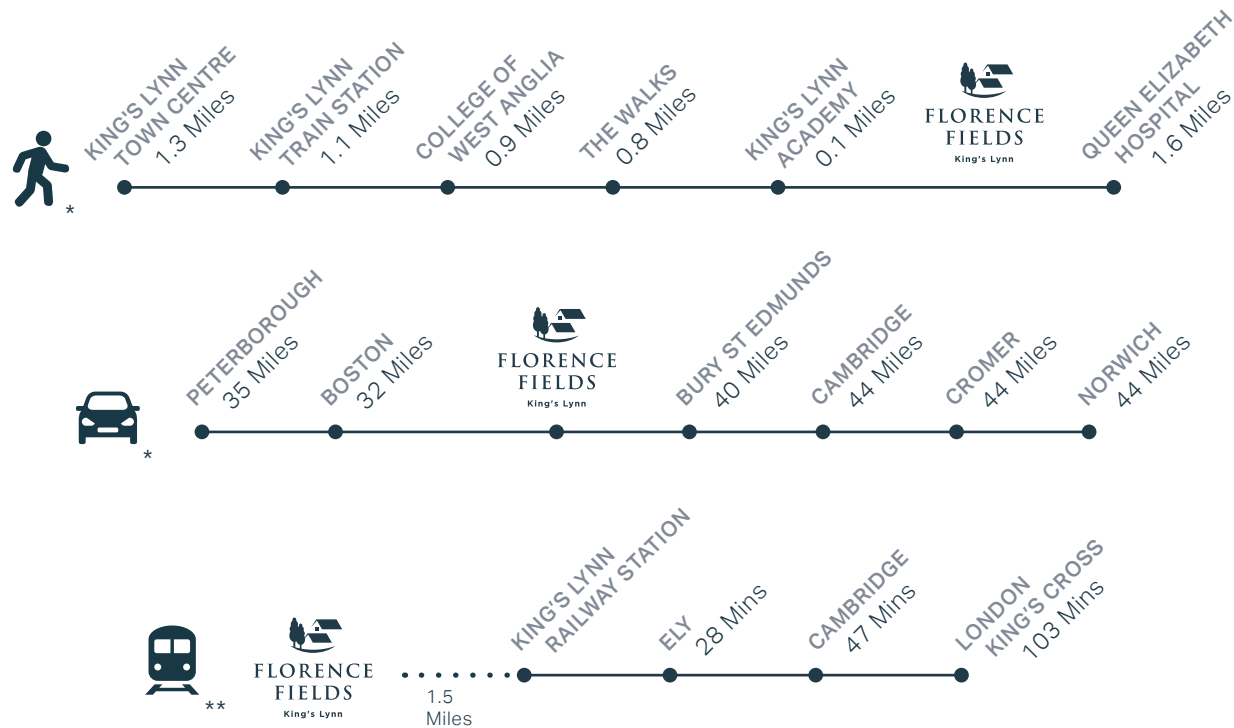 KING'S LYNN
TOWN CENTRE
1.3 Miles
KING'S LYNN
TRAIN STATION
1.1 Miles
COLLEGE OF
WEST ANGLIA
0.9 Miles
THE WALKS
0.8 Miles
KING'S LYNN
ACADEMY
0.1 Miles
FLORENCE
FIELDS
King's Lynn
QUEEN ELIZABETH
HOSPITAL
1.6 Miles
*
PETERBOROUGH
35 Miles
BOSTON
32 Miles
FLORENCE
FIELDS
King's Lynn
BURY ST EDMUNDS
40 Miles
CAMBRIDGE
44 Miles
CROMER
44 Miles
NORWICH
44 Miles
*
FLORENCE
FIELDS
King's Lynn
1.5
Miles
KING'S LYNN
RAILWAY STATION
ELY
28 Mins
CAMBRIDGE
47 Mins
LONDON
KING'S CROSS
103 Mins
**